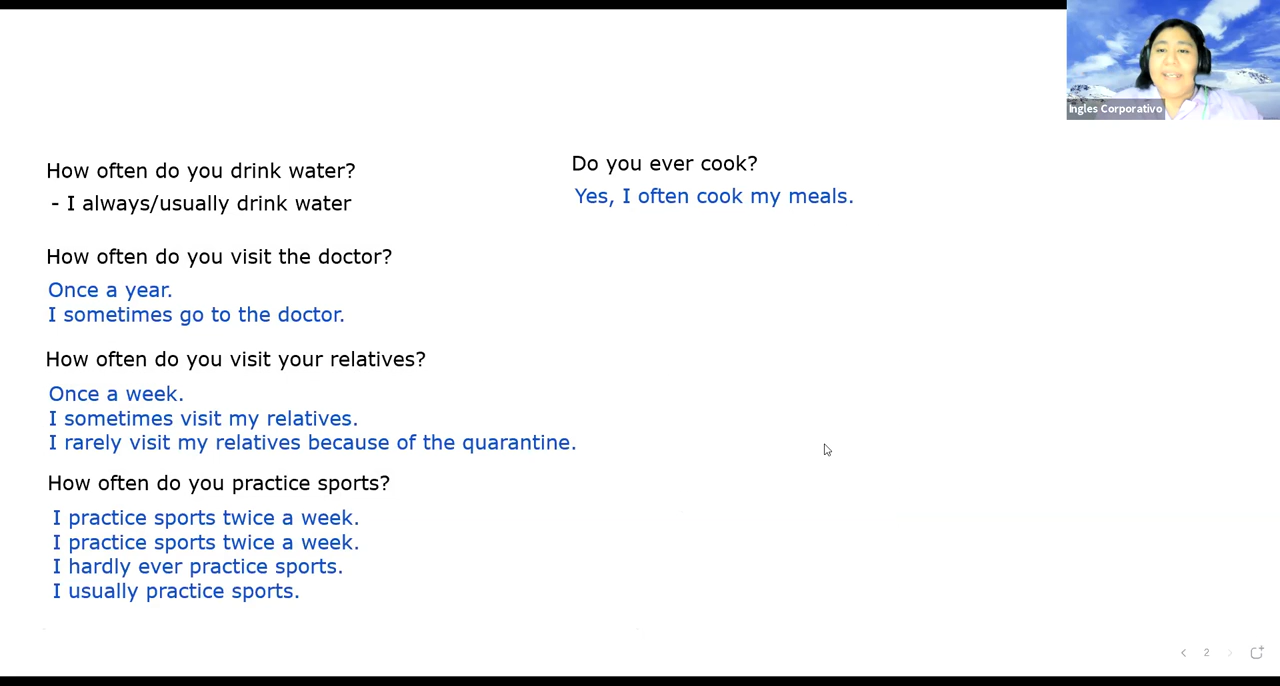 How often do you drink water?
- I always/usually drink water
How often do you visit the doctor?
Once a year.
I sometimes go to the doctor.
How often do you visit your relatives?
Once a week.
I sometimes visit my relatives.
I rarely visit my relatives because of the quarantine.
How often do you practice sports?
I practice sports twice a week.
I practice sports twice a week.
I hardly ever practice sports.
I usually practice sports.
Do you ever cook?
Yes, I often cook my meals.
Ingles Corporativo
2